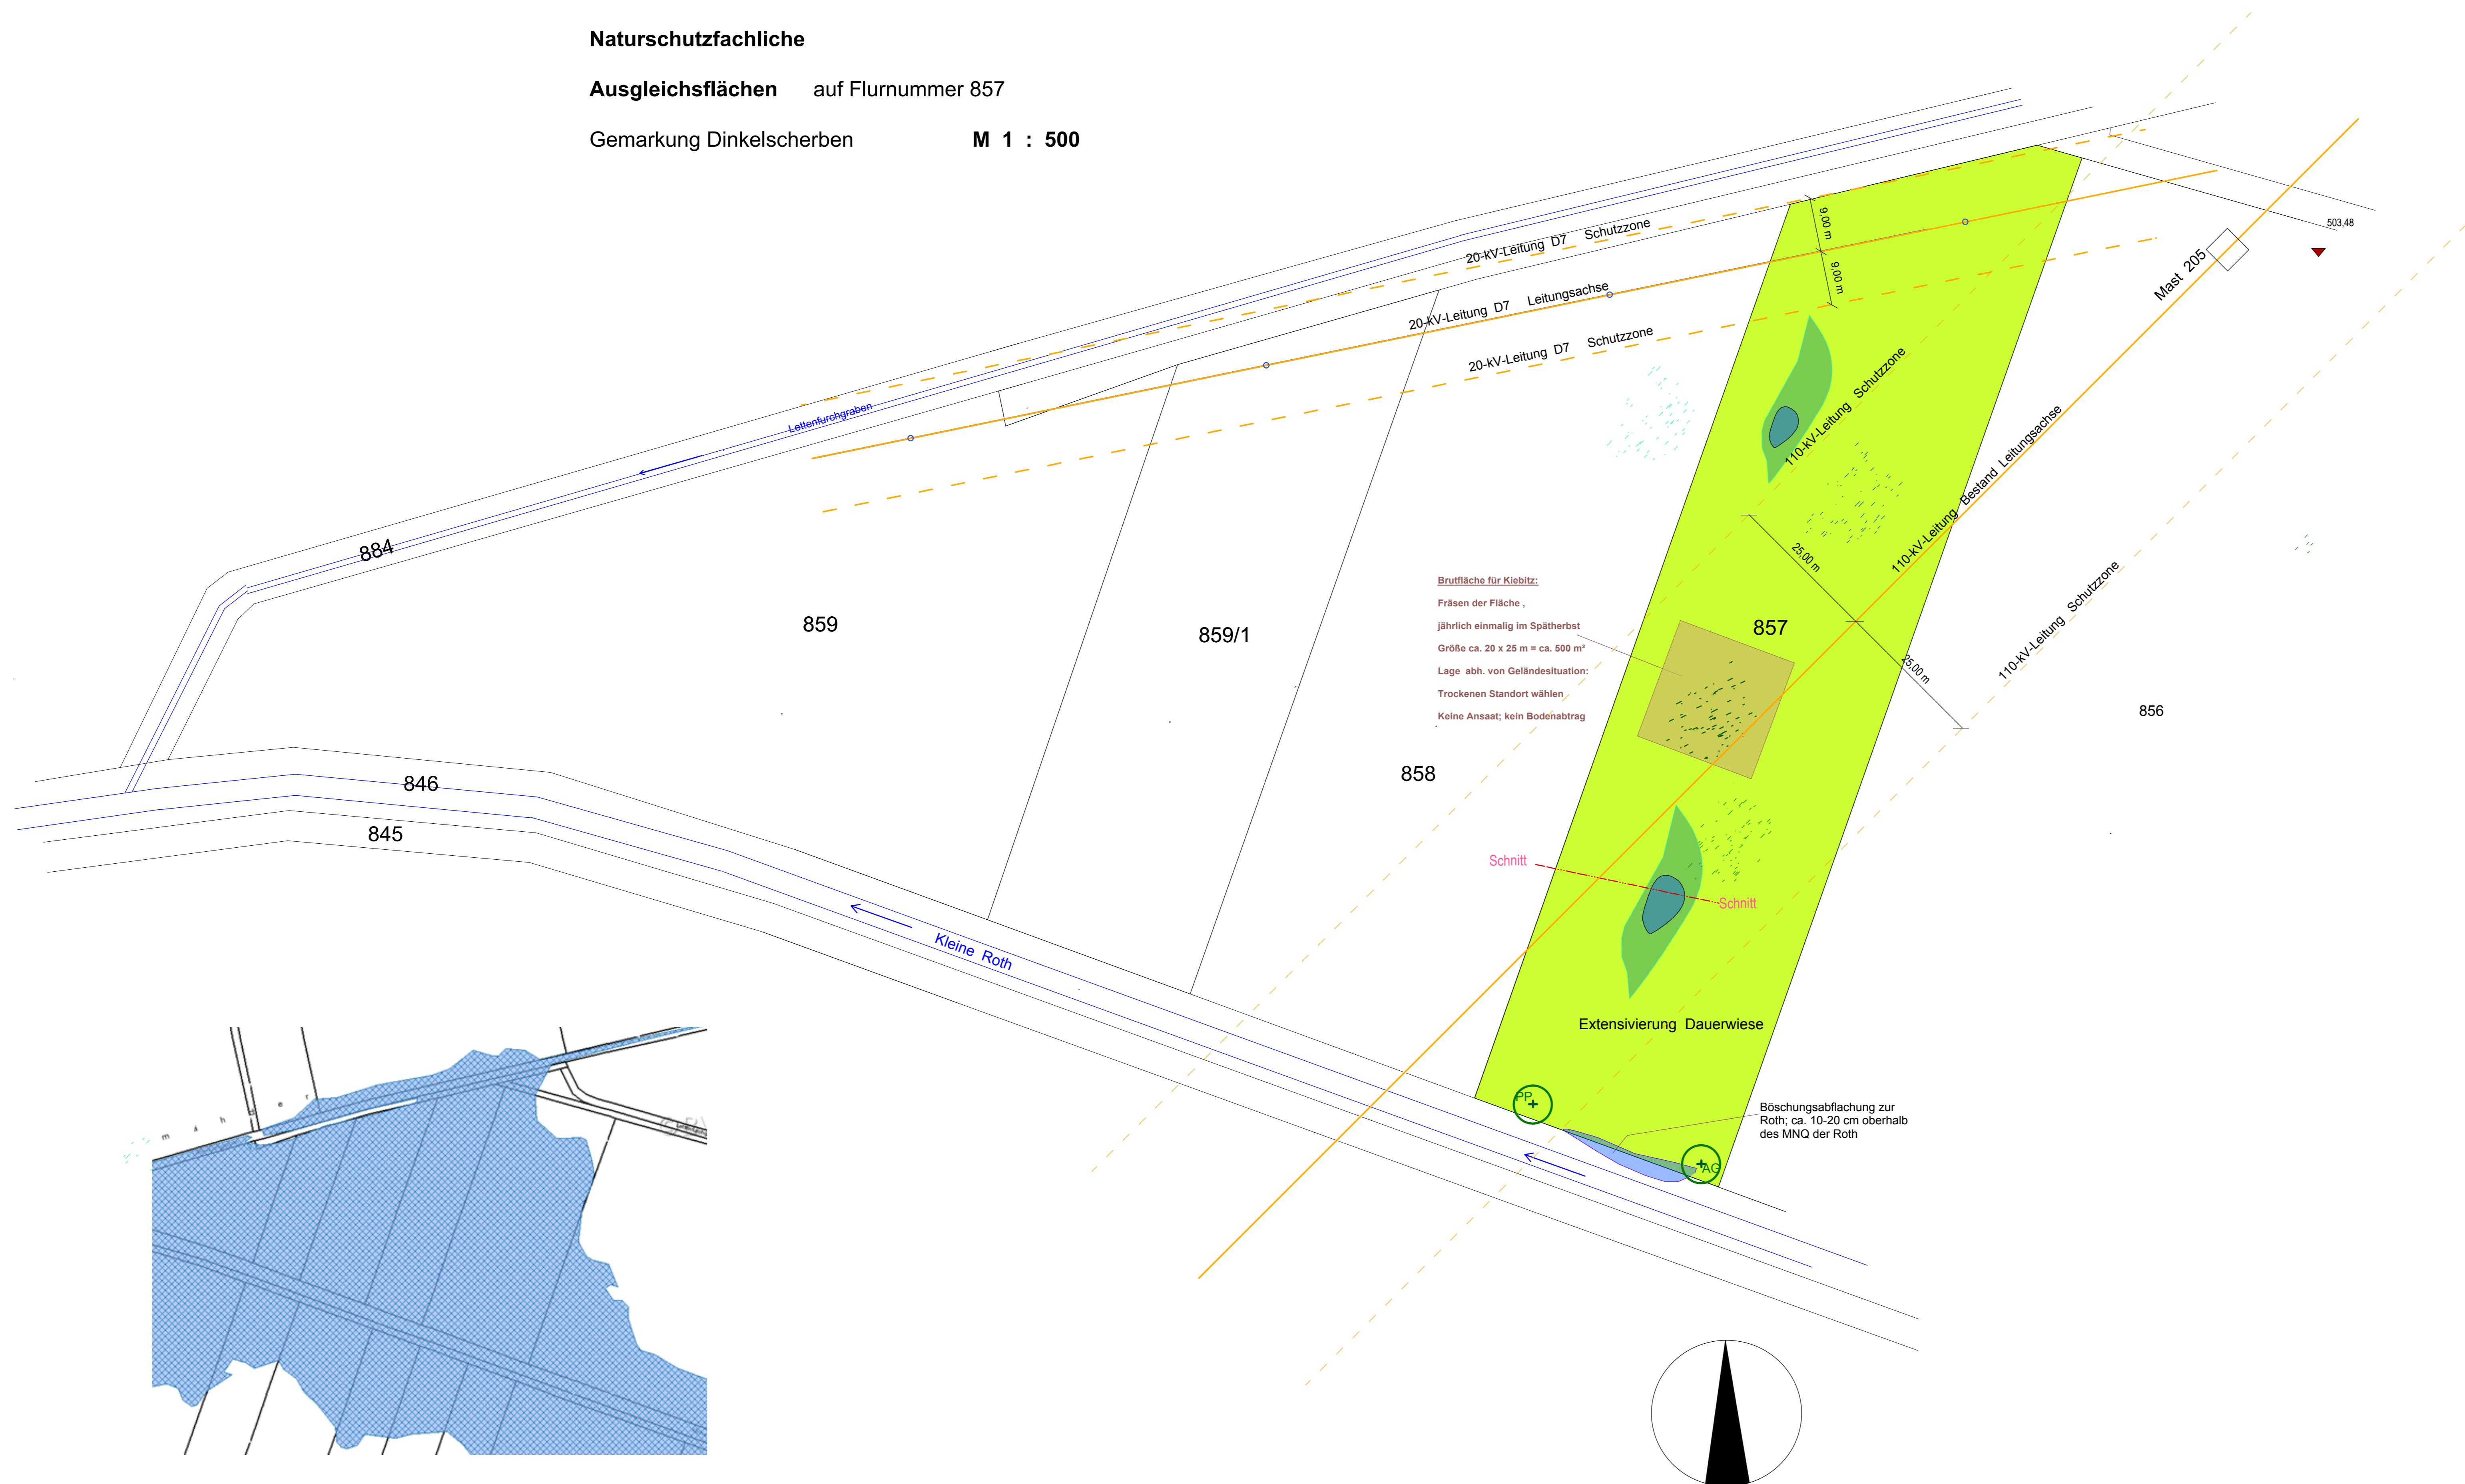 Naturschutzfachliche
Ausgleichsflächen auf Flurnummer 857
Gemarkung Dinkelscherben M 1 : 500
20-kV-Leitung D7 Schutzzone
20-kV-Leitung D7 Leitungsachse
20-kV-Leitung D7 Schutzzone
9,00 m
9,00 m
503,48
Mast 205
Lettenfurchgraben
110-kV-Leitung Schutzzone
110-kV-Leitung Bestand Leitungsachse
110-kV-Leitung Schutzzone
25,00 m
25,00 m
884
859
859/1
858
857
856
846
845
Brutfläche für Kiebitz:
Fräsen der Fläche ,
jährlich einmalig im Spätherbst
Größe ca. 20 x 25 m = ca. 500 m²
Lage abh. von Geländesituation:
Trockenen Standort wählen
Keine Ansaat; kein Bodenabtrag
Schnitt
Schnitt
Kleine Roth
Extensivierung Dauerwiese
PP
AG
Böschungsabflachung zur
Roth; ca. 10-20 cm oberhalb
des MNQ der Roth
m ä h d e r